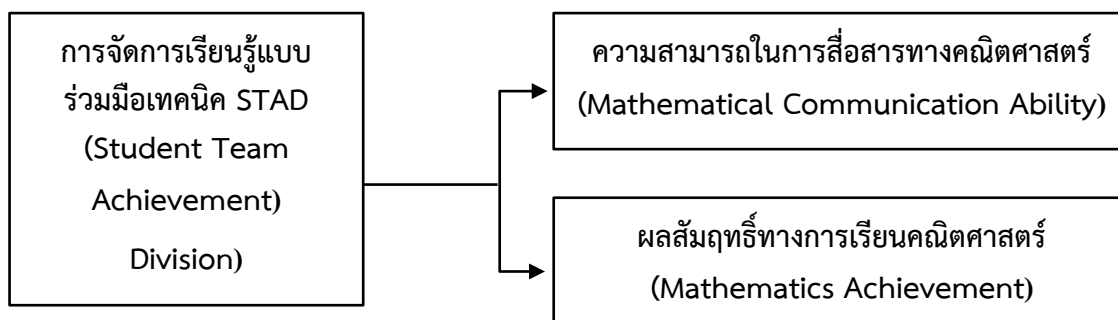 การจัดการเรียนรู้แบบ
ร่วมมือเทคนิค STAD
(Student Team
Achievement)
Division)
ความสามารถในการสื่อสารทางคณิตศาสตร์
(Mathematical Communication Ability)
ผลสัมฤทธิ์ทางการเรียนคณิตศาสตร์
(Mathematics Achievement)